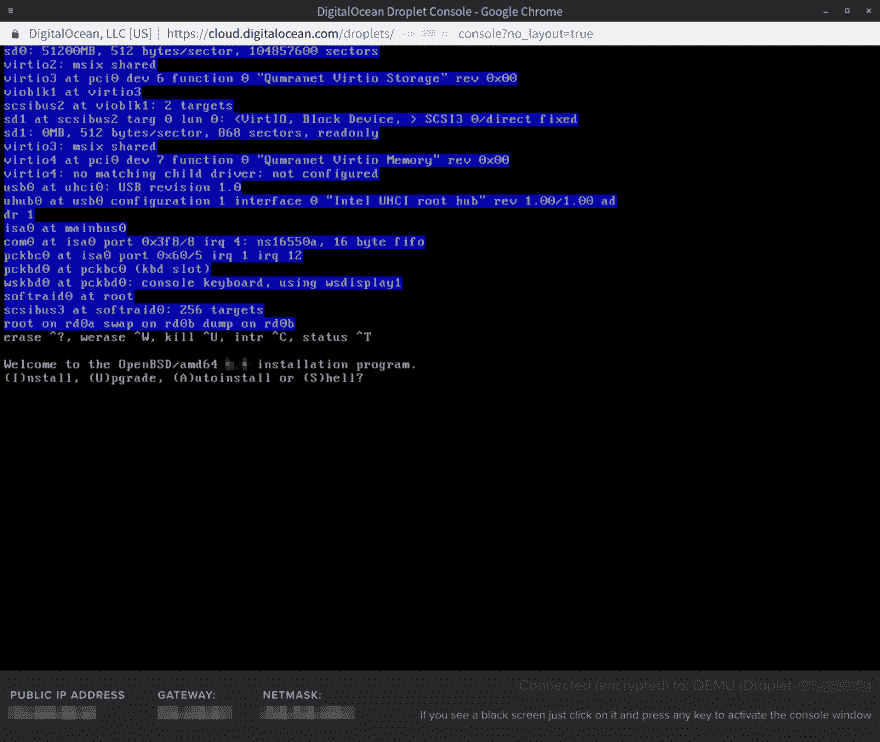 DigitalOcean Droplet Console - Google Chrome
DigitalOcean, LLC [US] | https://cloud.digitalocean.com/droplets/ console?no_layout=true
sd0: 51200MB, 512 bytes/sector, 104857600 sectors
virtio2: msix shared
virtio3 at pci0 dev 6 function 0 "Qumranet Virtio Storage" rev 0x00
vioblk1 at virtio3
scsibus2 at vioblk1: 2 targets
sd1 at scsibus2 targ 0 lun 0: <VirtIO, Block Device, > SCSI3 0/direct fixed
sd1: 0MB, 512 bytes/sector, 868 sectors, readonly
virtio3: msix shared
virtio4 at pci0 dev 7 function 0 "Qumranet Virtio Memory" rev 0x00
virtio4: no matching child driver; not configured
usb0 at uhci0: USB revision 1.0
uhub0 at usb0 configuration 1 interface 0 "Intel UHCI root hub" rev 1.00/1.00 ad
dr 1
isa0 at mainbus0
com0 at isa0 port 0x3f8/8 irq 4: ns16550a, 16 byte fifo
pckbc0 at isa0 port 0x60/5 irq 1 irq 12
pckbd0 at pckbc0 (kbd slot)
wskbd0 at pckbd0: console keyboard, using wsdisplay1
softraid0 at root
scsibus3 at softraid0: 256 targets
root on rd0a swap on rd0b dump on rd0b
erase ^?, werase ^W, kill ^U, intr ^C, status ^T
Welcome to the OpenBSD/amd64 installation program.
(I)nstall, (U)pgrade, (A)utoinstall or (S)hell?
PUBLIC IP ADDRESS GATEWAY: NETMASK:
Connected (encrypted) to: QEMU (Droplet-
If you see a black screen just click on it and press any key to activate the console window